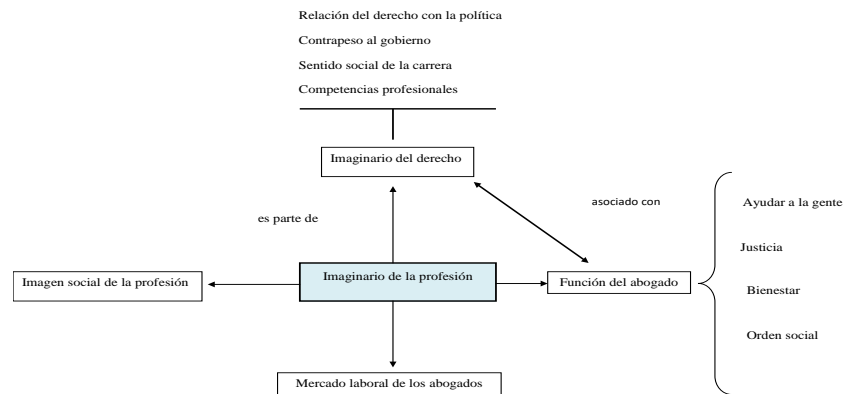 Relación del derecho con la política
Contrapeso al gobierno
Sentido social de la carrera
Competencias profesionales
Imaginario del derecho
asociado con
Ayudar a la gente
es parte de
Justicia
Imagen social de la profesión
Imaginario de la profesión
Función del abogado
Bienestar
Orden social
Mercado laboral de los abogados